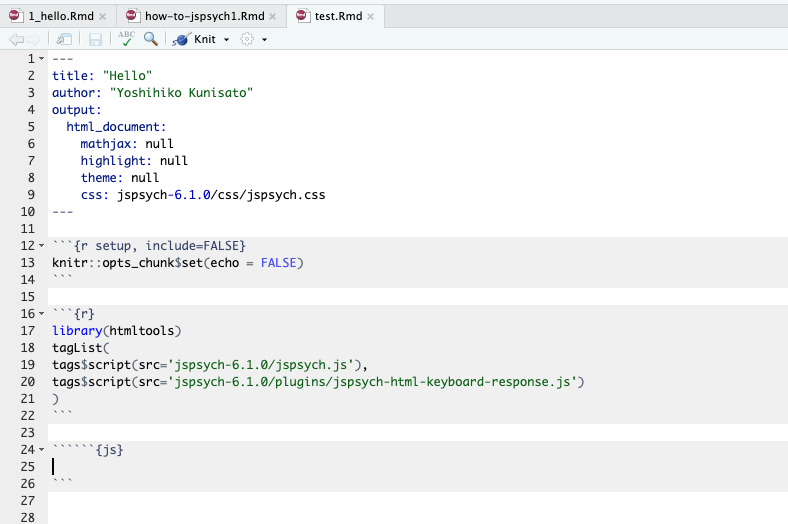 1_hello.Rmd × how-to-jspsych1.Rmd × test.Rmd ×
ABC Knit
1 ---
2 title: "Hello"
3 author: "Yoshihiko Kunisato"
4 output:
5   html_document:
6     mathjax: null
7     highlight: null
8     theme: null
9     css: jspsych-6.1.0/css/jspsych.css
10 ---
11
12 ```{r setup, include=FALSE}
13 knitr::opts_chunk$set(echo = FALSE)
14 ```
15
16 ```{r}
17 library(htmltools)
18 tagList(
19 tags$script(src='jspsych-6.1.0/jspsych.js'),
20 tags$script(src='jspsych-6.1.0/plugins/jspsych-html-keyboard-response.js')
21 )
22 ```
23
24 ``````{js}
25
26 ```
27
28